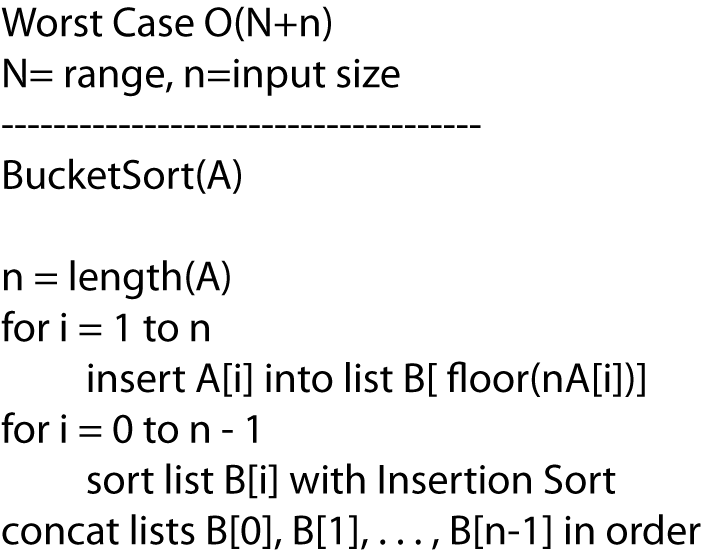 Worst Case O(N+n)
N= range, n=input size
-------------------------------------
BucketSort(A)
n = length(A)
for i = 1 to n
insert A[i] into list B[ floor(nA[i])]
for i = 0 to n - 1
sort list B[i] with Insertion Sort
concat lists B[0], B[1], . . . , B[n-1] in order